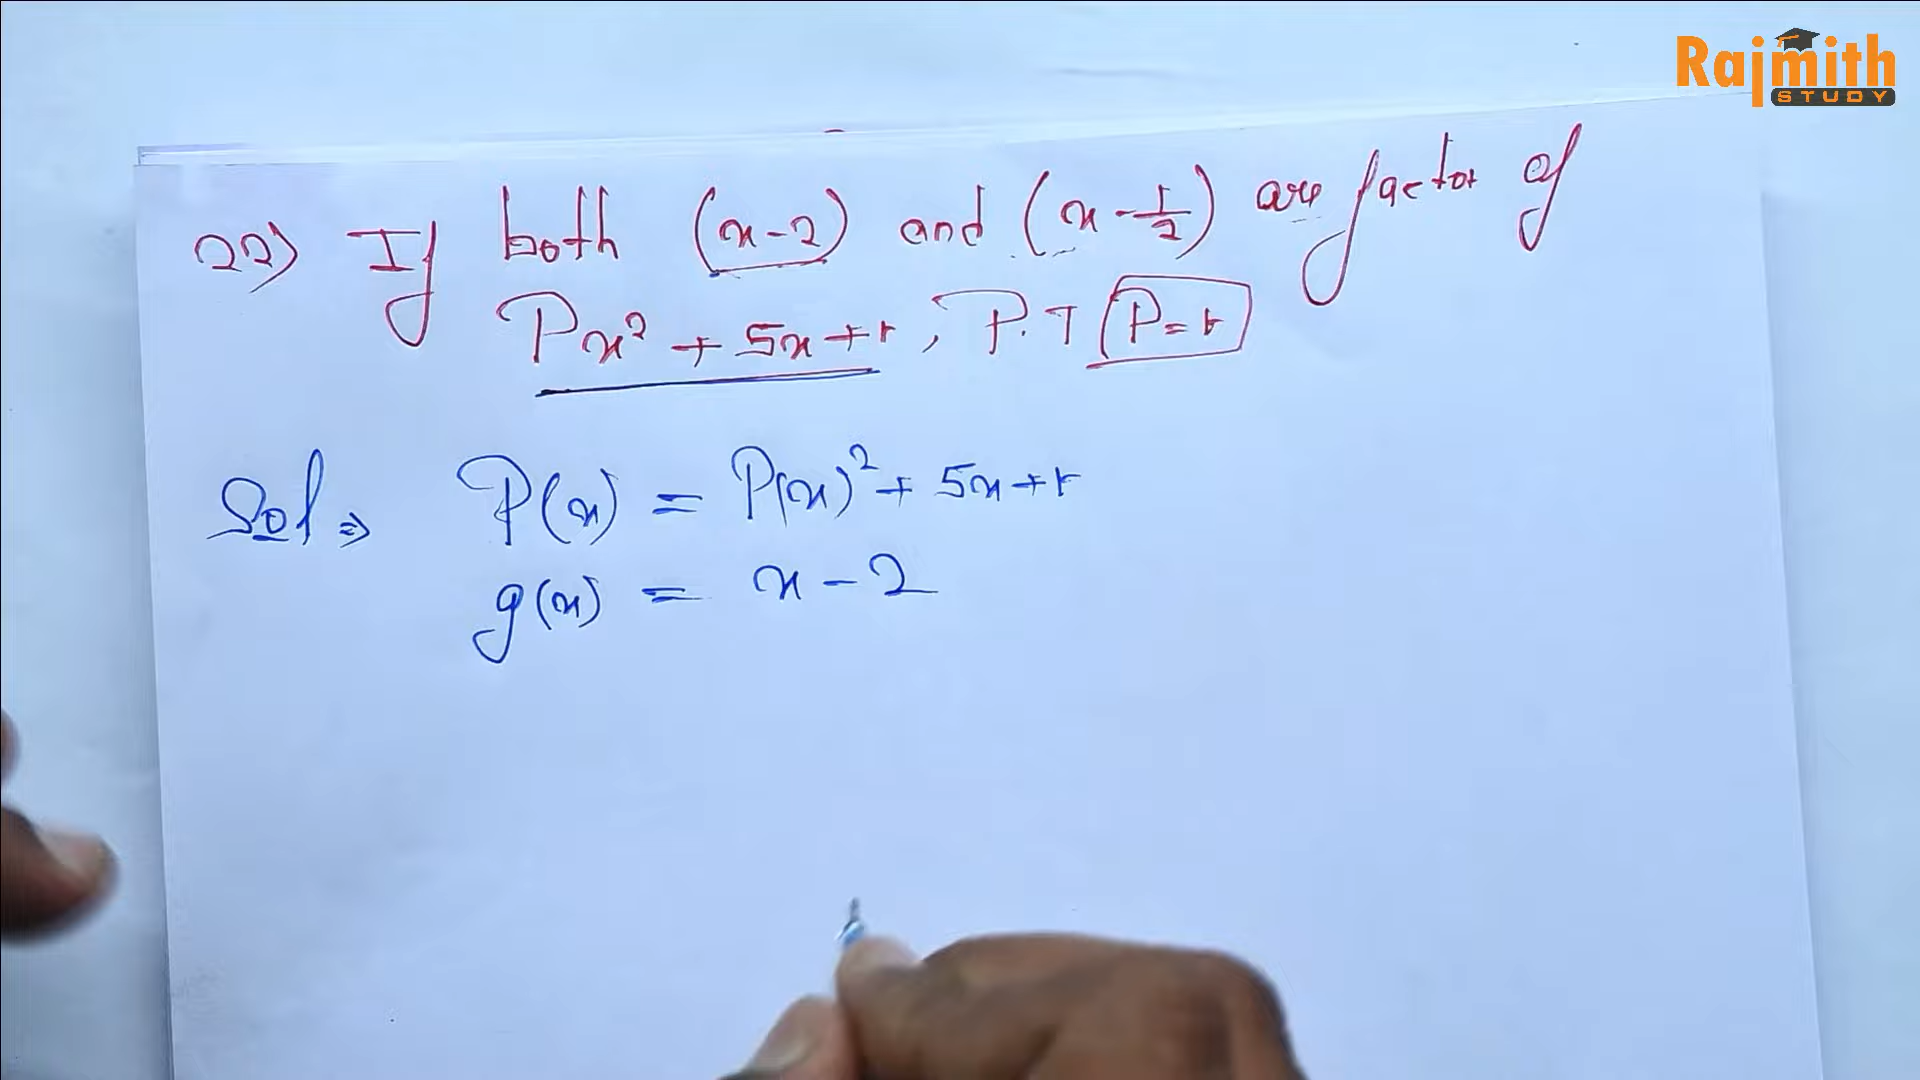 Rajmith
STUDY
22) If both (x-2) and (x-1/2) are factor of
Px² + 5x+r, P.T P=r
Sol⇒ P(x) = P(x)² + 5x+r
g(x) = x-2